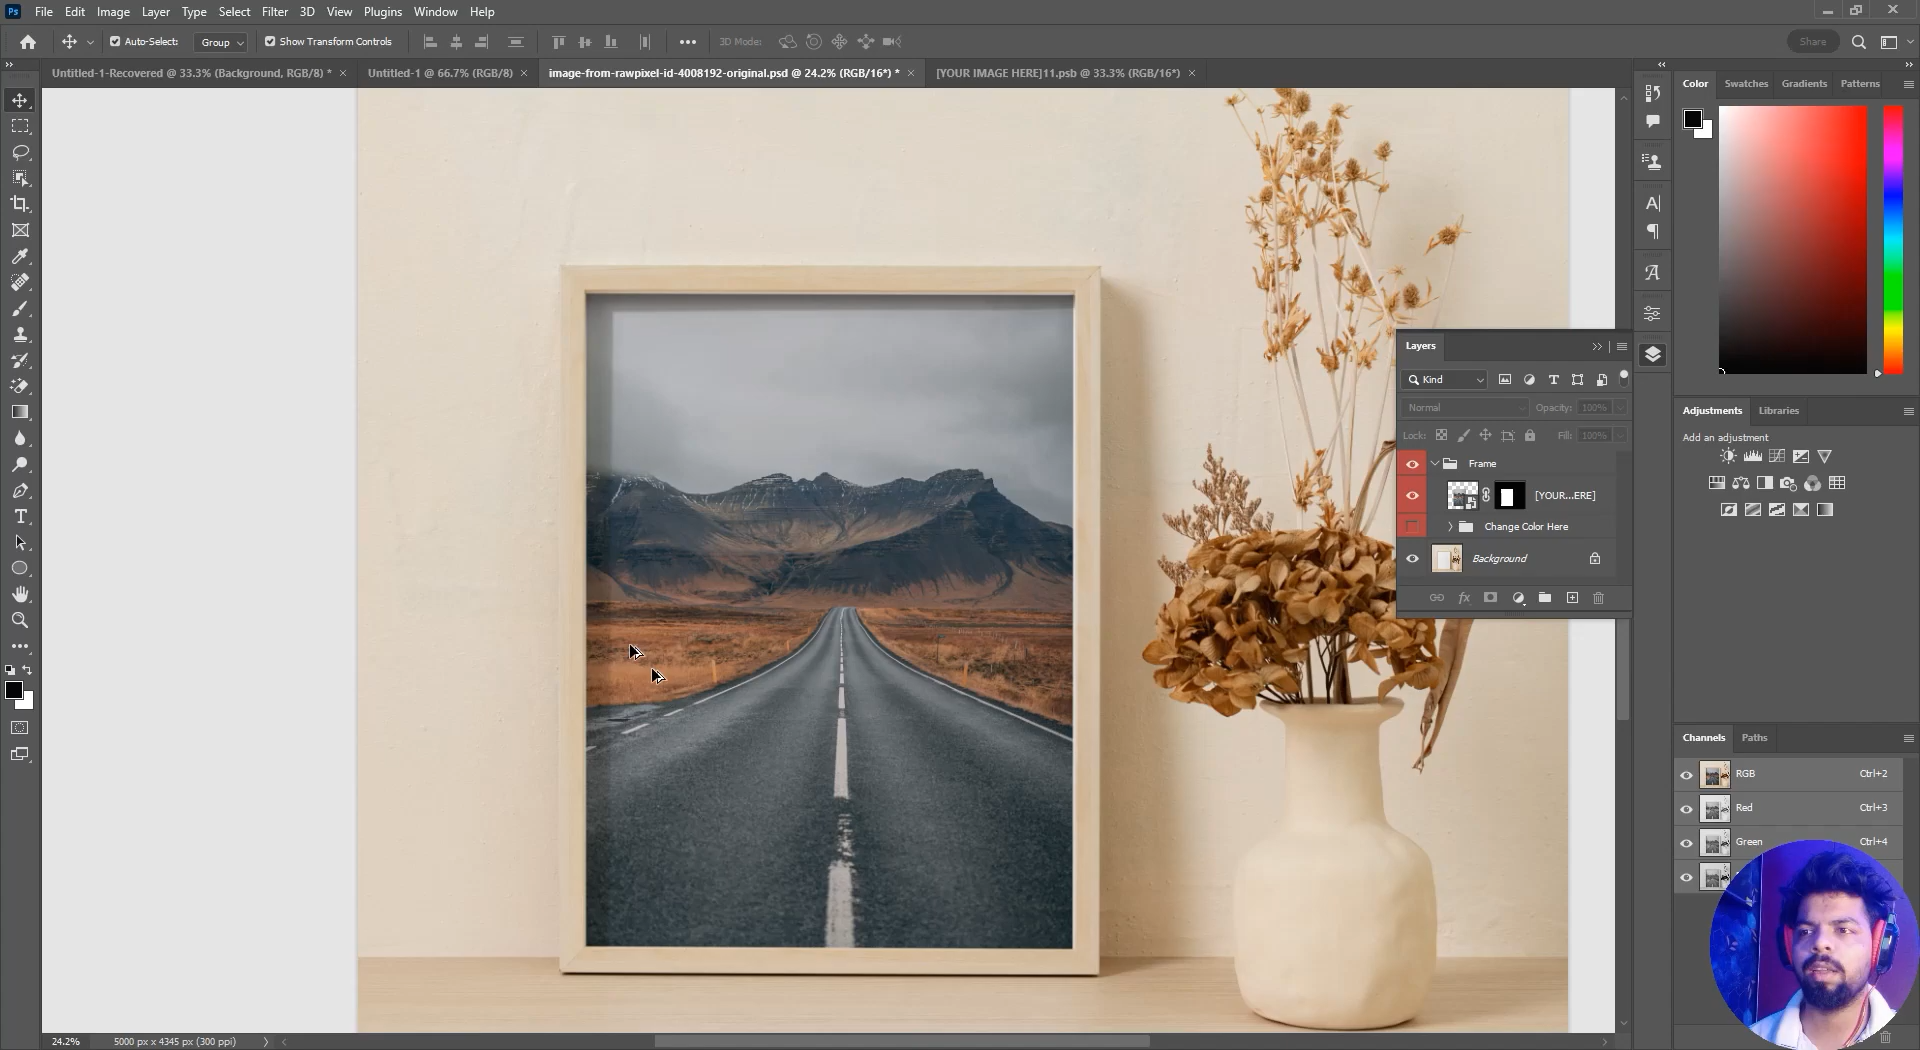 Ps File Edit Image Layer Type Select Filter 3D View Plugins Window Help
Auto-Select: Group Show Transform Controls 3D Mode: Share
Untitled-1-Recovered @ 33.3% (Background, RGB/8) * × Untitled-1 @ 66.7% (RGB/8) × image-from-rawpixel-id-4008192-original.psd @ 24.2% (RGB/16*) * × [YOUR IMAGE HERE]11.psb @ 33.3% (RGB/16*) ×
Color Swatches Gradients Patterns
Layers
Kind
Normal Opacity: 100%
Lock: Fill: 100%
Frame
[YOUR...ERE]
Change Color Here
Background
Adjustments Libraries
Add an adjustment
Channels Paths
RGB Ctrl+2
Red Ctrl+3
Green Ctrl+4
24.2% 5000 px x 4345 px (300 ppi)